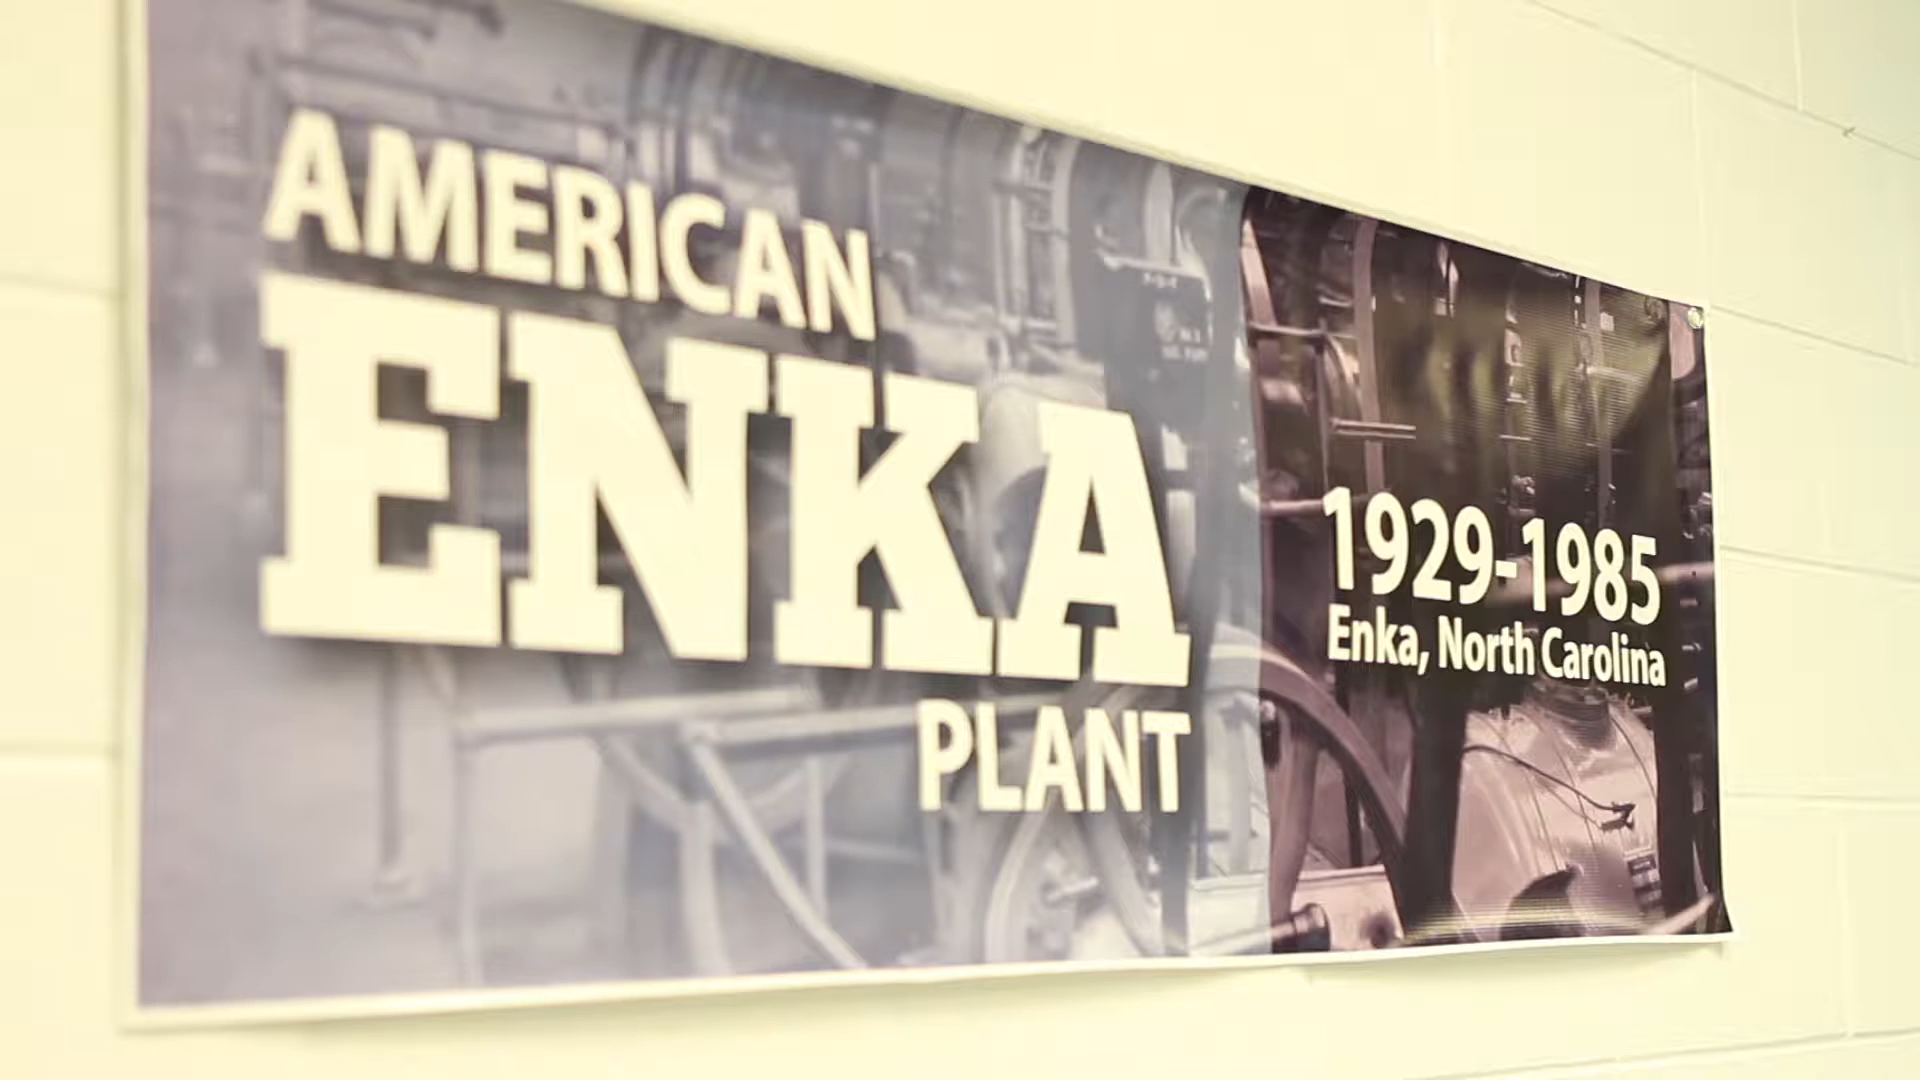 AMERICAN
ENKA
PLANT
1929-1985
Enka, North Carolina